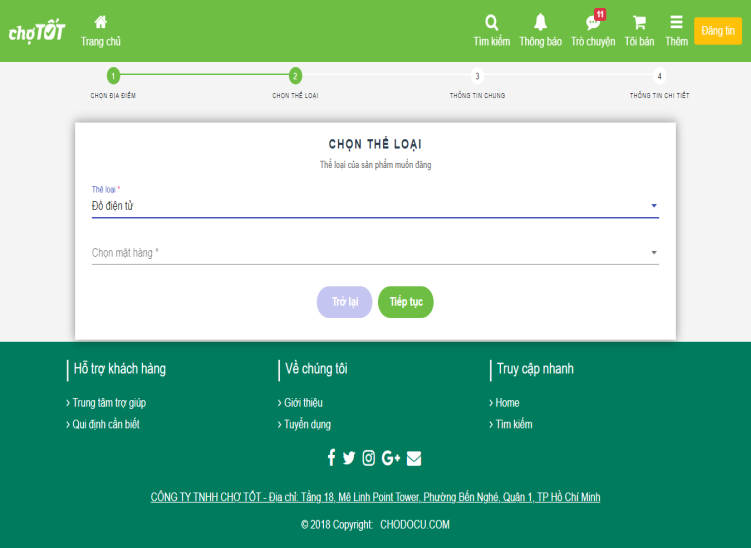 chợTỐT
Trang chủ
11
Tìm kiếm Thông báo Trò chuyện Tôi bán Thêm
Đăng tin
1 2 3 4
CHỌN ĐỊA ĐIỂM CHỌN THỂ LOẠI THÔNG TIN CHUNG THÔNG TIN CHI TIẾT
CHỌN THỂ LOẠI
Thể loại của sản phẩm muốn đăng
Thể loại *
Đồ điện tử
Chọn mặt hàng *
Trở lại Tiếp tục
Hỗ trợ khách hàng Về chúng tôi Truy cập nhanh
› Trung tâm trợ giúp › Giới thiệu › Home
› Qui định cần biết › Tuyển dụng › Tìm kiếm
CÔNG TY TNHH CHỢ TỐT - Địa chỉ: Tầng 18, Mê Linh Point Tower, Phường Bến Nghé, Quận 1, TP Hồ Chí Minh
© 2018 Copyright: CHODOCU.COM